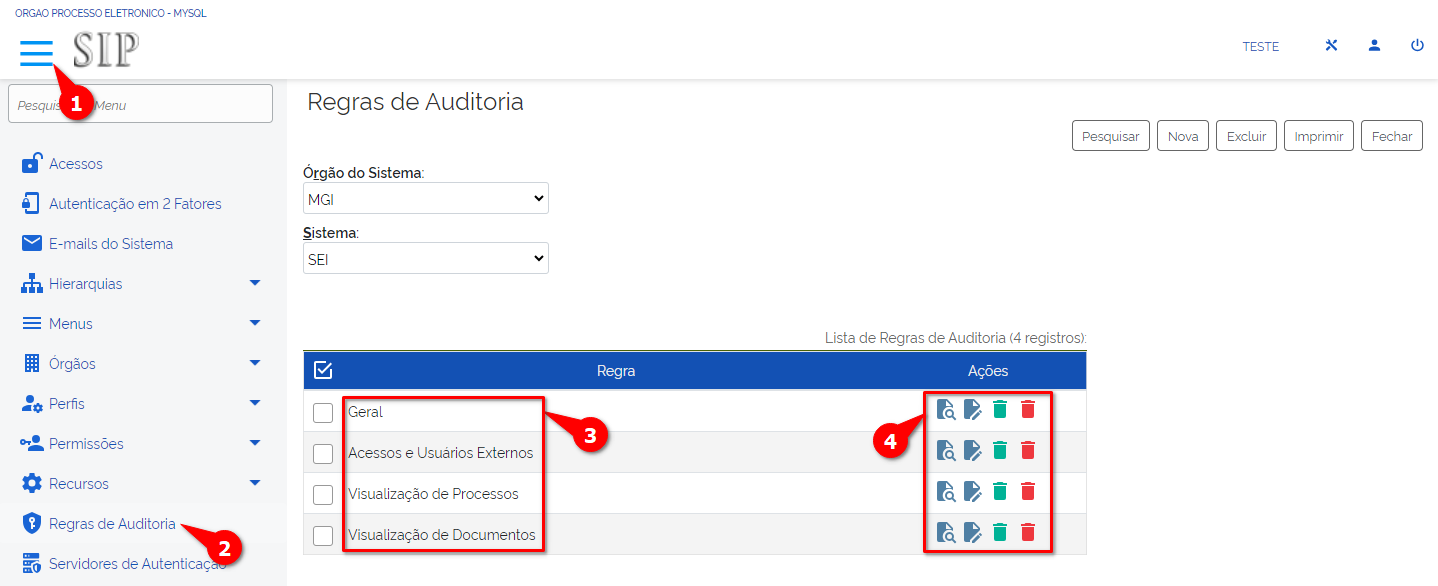 ORGAO PROCESSO ELETRONICO - MYSQL
SIP
TESTE
1
Pesquis Menu
Regras de Auditoria
Pesquisar Nova Excluir Imprimir Fechar
Acessos
Autenticação em 2 Fatores
E-mails do Sistema
Hierarquias
Menus
Órgãos
Perfis
Permissões
Recursos
Regras de Auditoria
2
Servidores de Autenticação
Órgão do Sistema:
MGI
Sistema:
SEI
Lista de Regras de Auditoria (4 registros):
Regra Ações
Geral
Acessos e Usuários Externos
Visualização de Processos
Visualização de Documentos
3
4